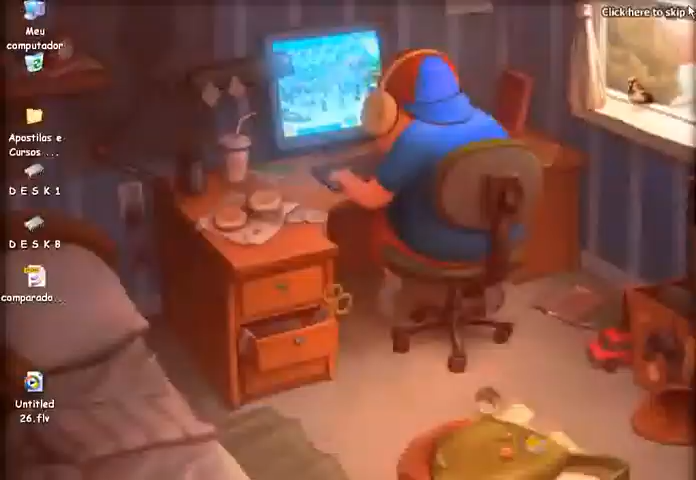 Click here to skip
Meu
computador
Apostilas e
Cursos ...
D E S K 1
D E S K 8
comparado...
Untitled
26.flv